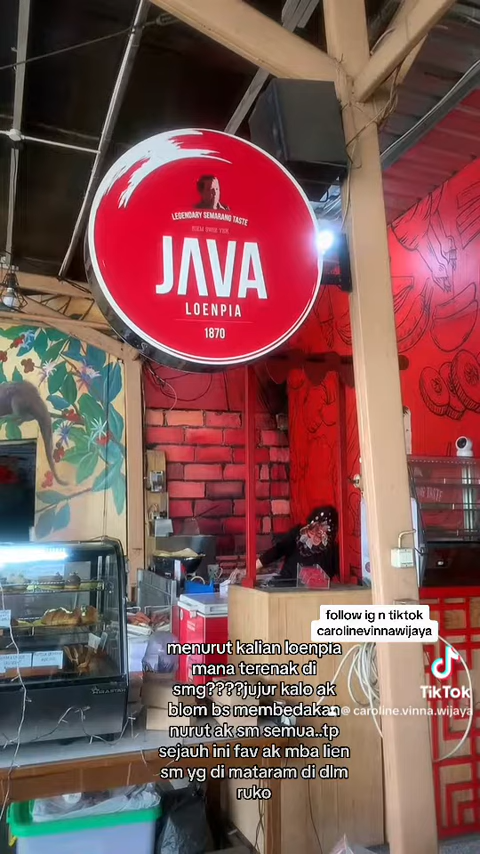 LEGENDARY SEMARANG TASTE
JAVA
LOENPIA
1870
follow ig n tiktok
carolinevinnawijaya
menurut kalian loenpia
mana terenak di
smg????jujur kalo ak
blom bs membedakan
nurut ak sm semua..tp
sejauh ini fav ak mba lien
sm yg di mataram di dlm
ruko
TikTok
@ caroline.vinna.wijaya